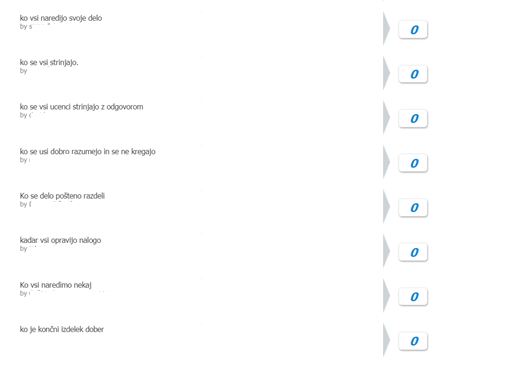 ko vsi naredijo svoje delo
by
0
ko se vsi strinjajo.
by
0
ko se vsi ucenci strinjajo z odgovorom
by
0
ko se usi dobro razumejo in se ne kregajo
by
0
Ko se delo pošteno razdeli
by
0
kadar vsi opravijo nalogo
by
0
Ko vsi naredimo nekaj
by
0
ko je končni izdelek dober
0